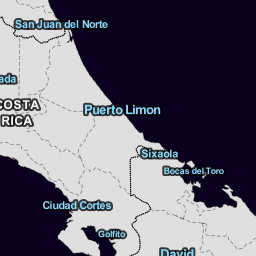 San Juan del Norte
ada
COSTA
RICA
Puerto Limon
Sixaola
Bocas del Toro
Ciudad Cortes
Golfito
David